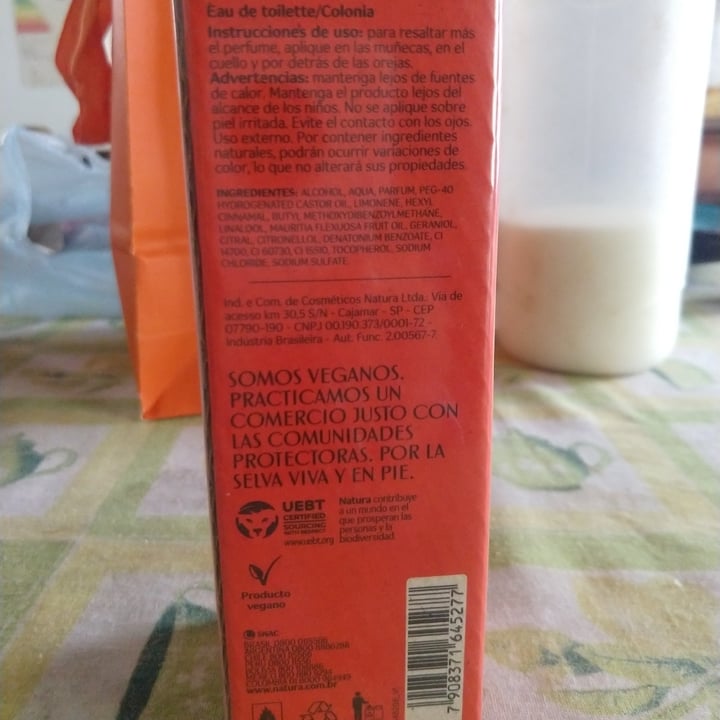 Eau de toilette/Colonia
Instrucciones de uso: para resaltar más
el perfume, aplique en las muñecas, en el
cuello y por detrás de las orejas.
Advertencias: mantenga lejos de fuentes
de calor. Mantenga el producto lejos del
alcance de los niños. No se aplique sobre
piel irritada. Evite el contacto con los ojos.
Uso externo. Por contener ingredientes
naturales, podrán ocurrir variaciones de
color, lo que no alterará sus propiedades.
INGREDIENTES: ALCOHOL, AQUA, PARFUM, PEG-40
HYDROGENATED CASTOR OIL, LIMONENE, HEXYL
CINNAMAL, BUTYL METHOXYDIBENZOYLMETHANE,
LINALOOL, MAURITIA FLEXUOSA FRUIT OIL, GERANIOL,
CITRAL, CITRONELLOL, DENATONIUM BENZOATE, CI
14700, CI 60730, CI 15510, TOCOPHEROL, SODIUM
CHLORIDE, SODIUM SULFATE.
Ind. e Com. de Cosméticos Natura Ltda. Via de
acesso km 30,5 S/N - Cajamar - SP - CEP
07790-190 - CNPJ 00.190.373/0001-72 -
Indústria Brasileira - Aut. Func. 2.00567-7
SOMOS VEGANOS.
PRACTICAMOS UN
COMERCIO JUSTO CON
LAS COMUNIDADES
PROTECTORAS. POR LA
SELVA VIVA Y EN PIE.
UEBT
CERTIFIED
SOURCING
WITH RESPECT
www.uebt.org
Natura contribuye
a un mundo en el
que prosperan las
personas y la
biodiversidad.
Producto
vegano
SNAC
BRASIL 0800
ARGENTINA 0800
PERÚ 0800
COLOMBIA
www.natura.com.br
7 908371 645277